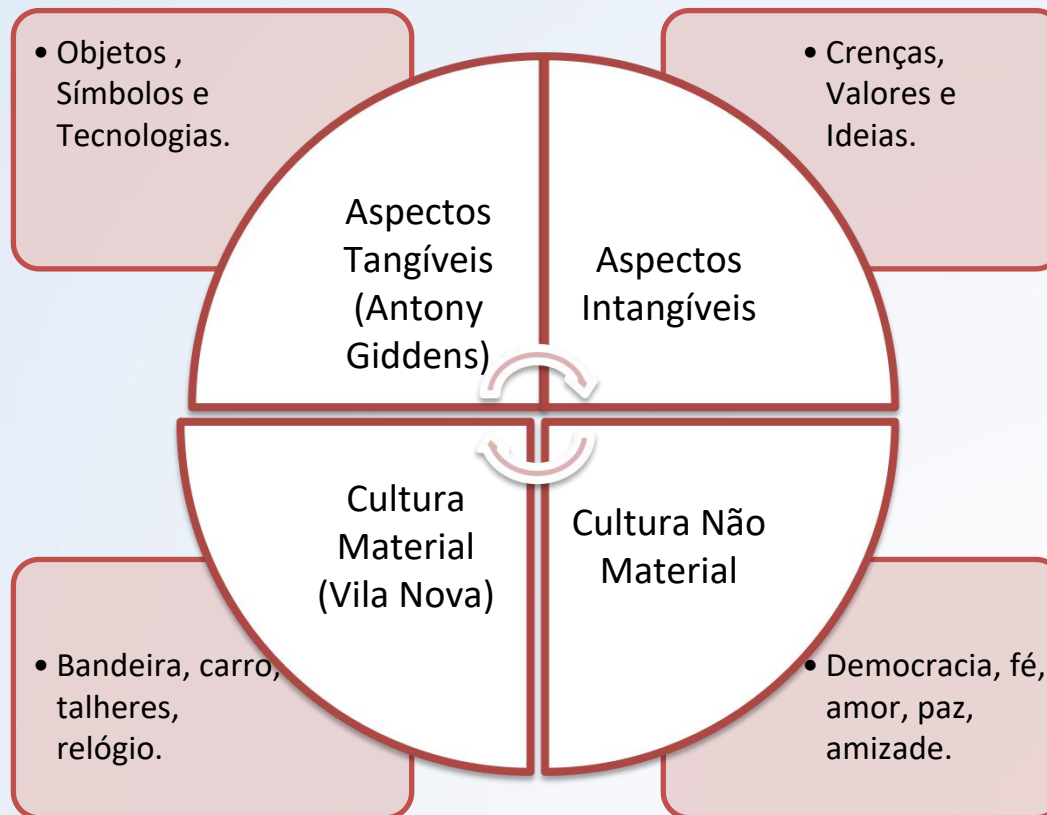 • Objetos ,
Símbolos e
Tecnologias.
• Crenças,
Valores e
Ideias.
Aspectos
Tangíveis
(Antony
Giddens)
Aspectos
Intangíveis
Cultura
Material
(Vila Nova)
Cultura Não
Material
• Bandeira, carro,
talheres,
relógio.
• Democracia, fé,
amor, paz,
amizade.